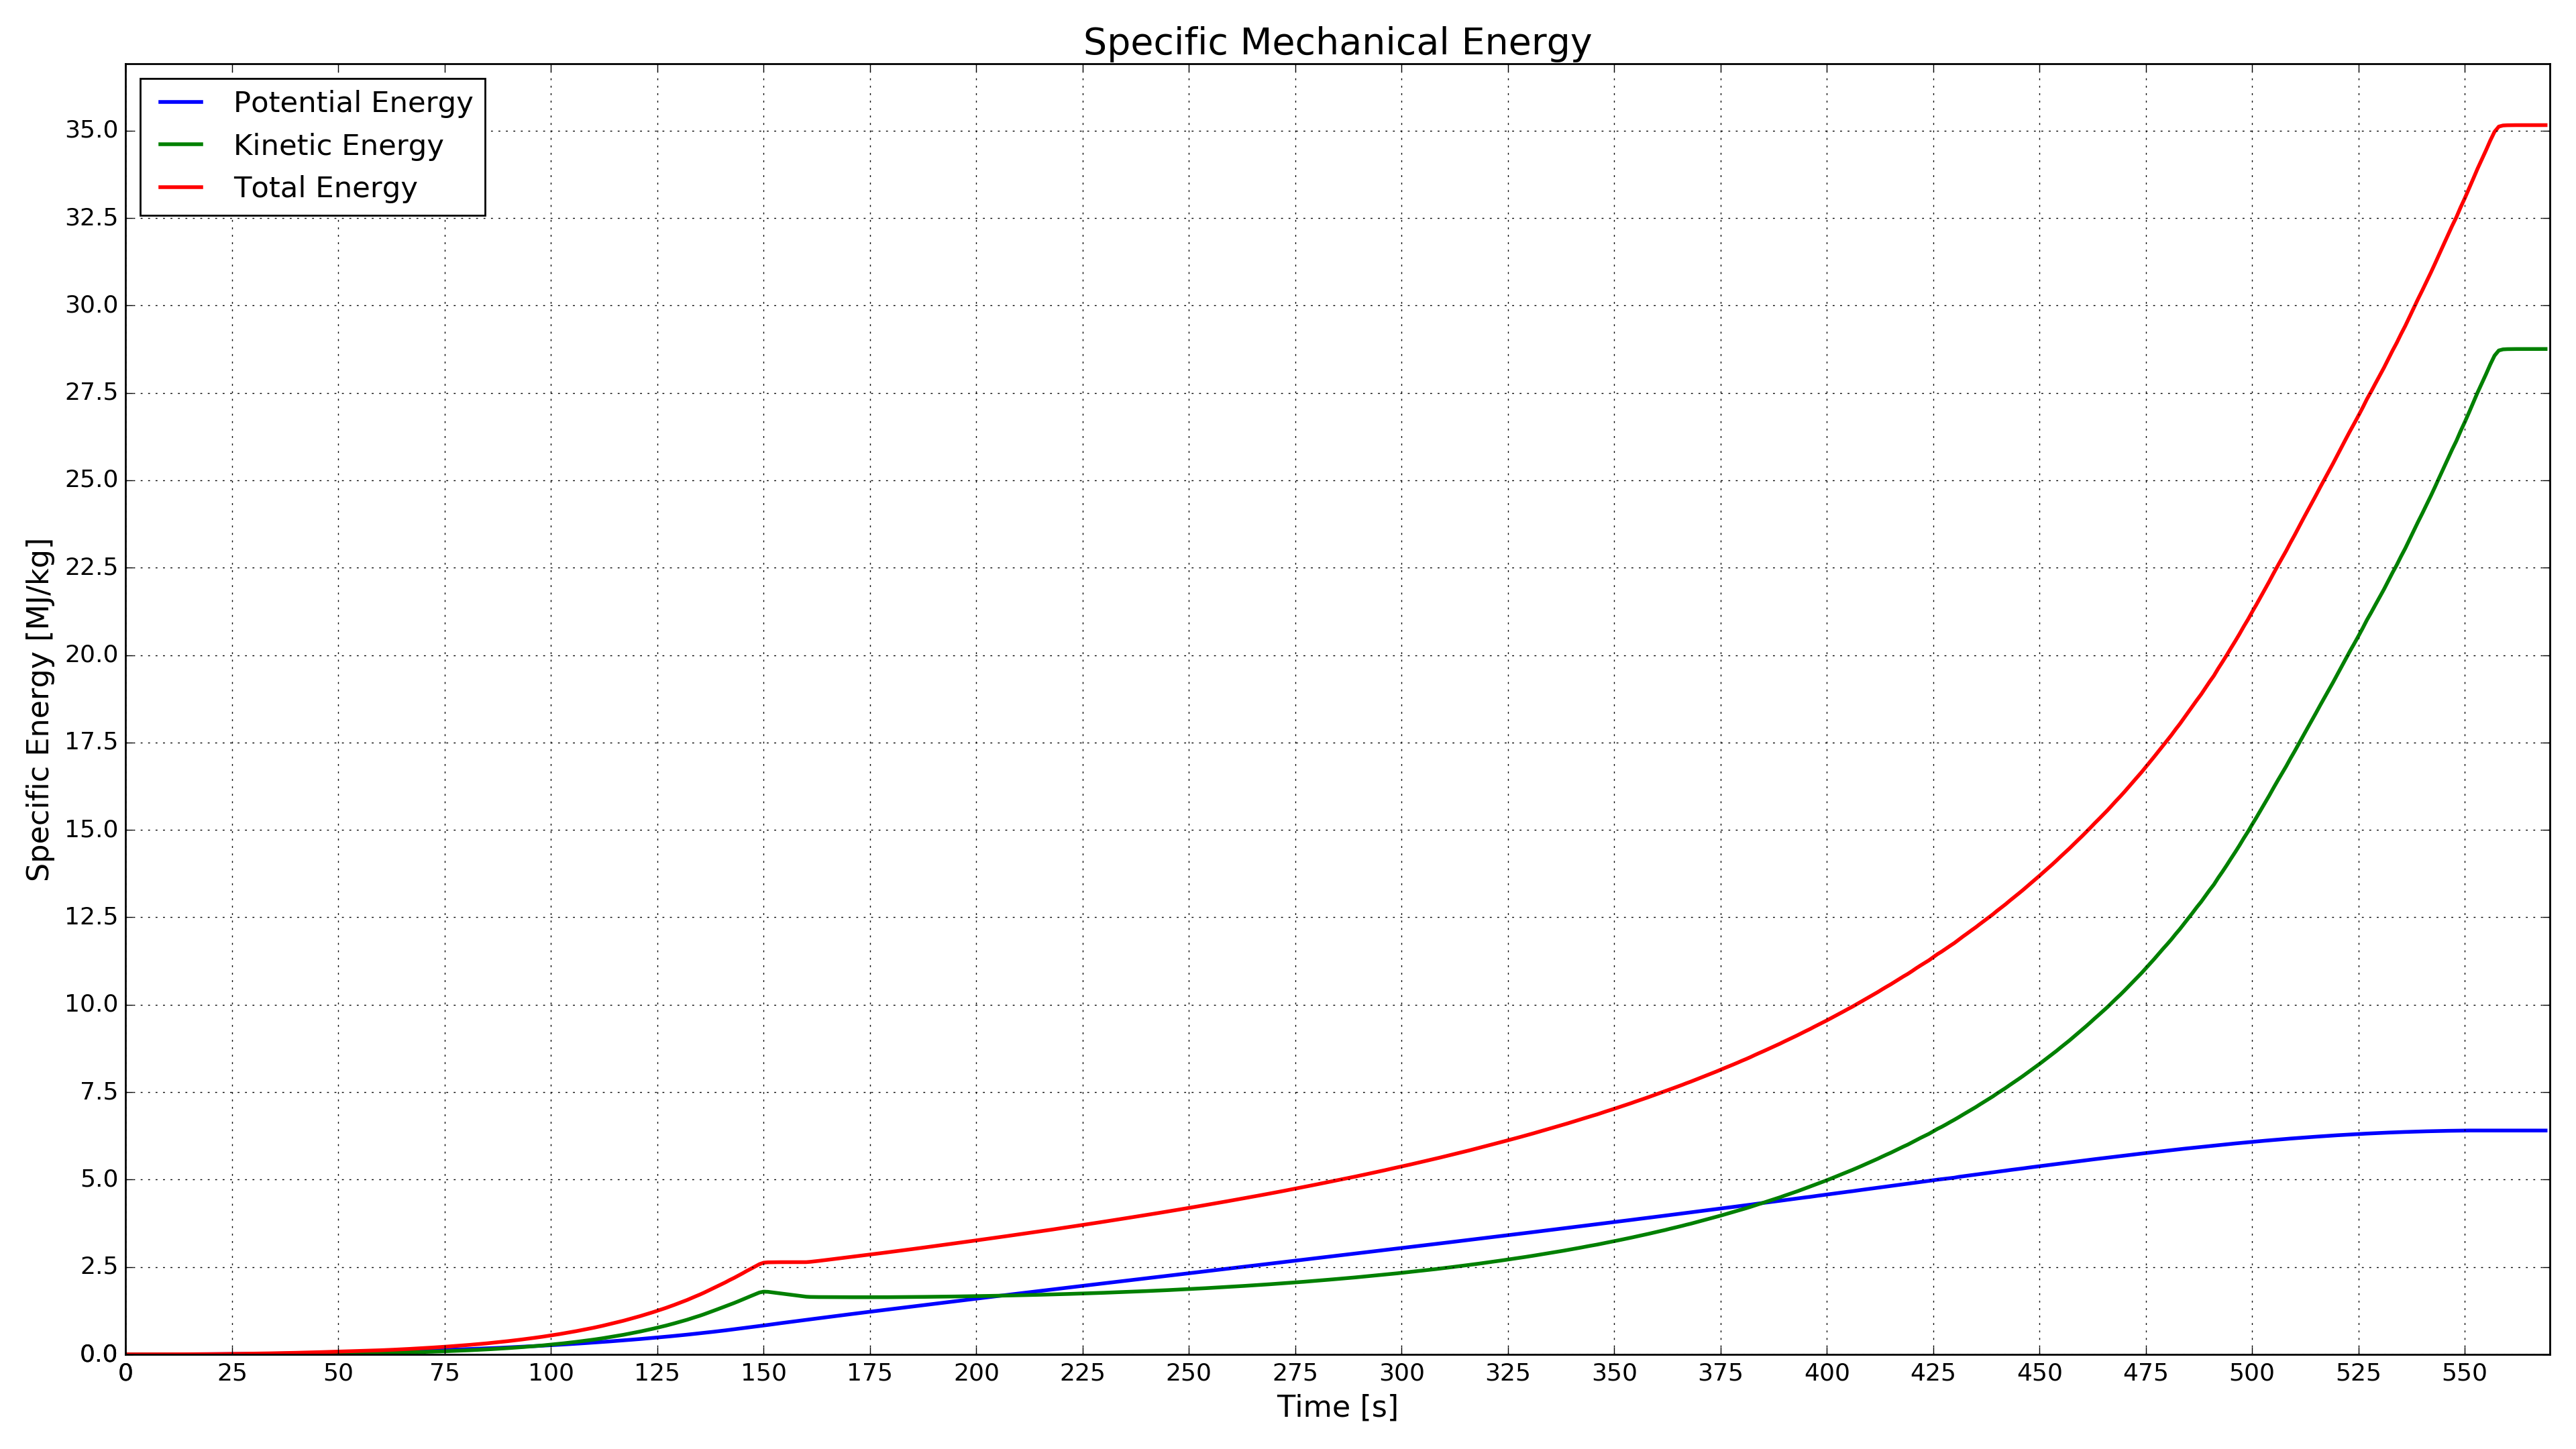 Specific Mechanical Energy
Potential Energy
Kinetic Energy
Total Energy
Specific Energy [MJ/kg]
35.0
32.5
30.0
27.5
25.0
22.5
20.0
17.5
15.0
12.5
10.0
7.5
5.0
2.5
0.0
0 25 50 75 100 125 150 175 200 225 250 275 300 325 350 375 400 425 450 475 500 525 550
Time [s]